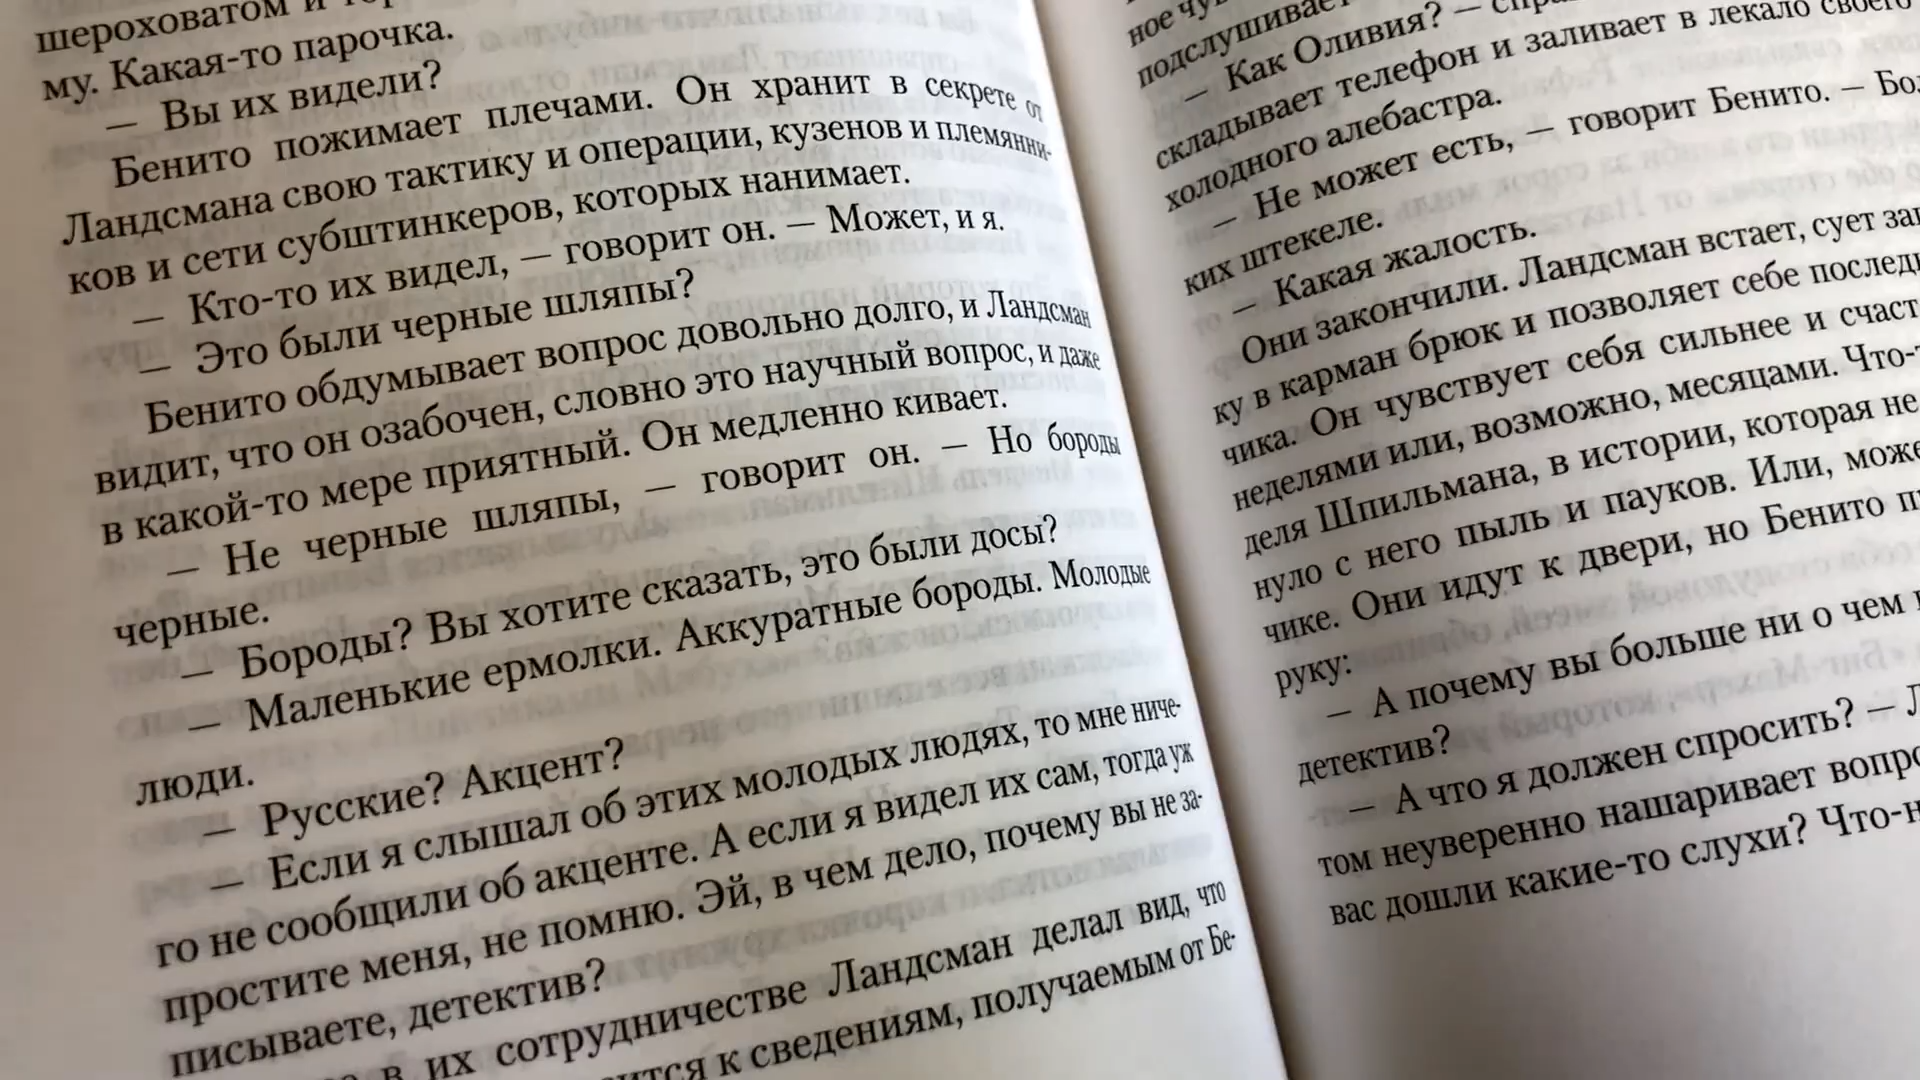 шероховатом и
му. Какая-то парочка.
— Вы их видели?
Бенито пожимает плечами. Он хранит в секрете от
Ландсмана свою тактику и операции, кузенов и племянни-
ков и сети субштинкеров, которых нанимает.
— Кто-то их видел, — говорит он. — Может, и я.
— Это были черные шляпы?
Бенито обдумывает вопрос довольно долго, и Ландсман
видит, что он озабочен, словно это научный вопрос, и даже
в какой-то мере приятный. Он медленно кивает.
— Не черные шляпы, — говорит он. — Но бороды
черные.
— Бороды? Вы хотите сказать, это были досы?
— Маленькие ермолки. Аккуратные бороды. Молодые
люди.
— Русские? Акцент?
— Если я слышал об этих молодых людях, то мне ниче-
го не сообщили об акценте. А если я видел их сам, тогда уж
простите меня, не помню. Эй, в чем дело, почему вы не за-
писываете, детектив?
в их сотрудничестве Ландсман делал вид, что
к сведениям, получаемым от Бе-
ное
подслушивает
— Как Оливия? —
складывает телефон и заливает в лекало своего
холодного алебастра.
— Не может есть, — говорит Бенито. —
ких штекеле.
— Какая жалость.
Они закончили. Ландсман встает, сует
ку в карман брюк и позволяет себе
чика. Он чувствует себя сильнее и
неделями или, возможно, месяцами.
деля Шпильмана, в истории, которая не
нуло с него пыль и пауков. Или,
чике. Они идут к двери, но Бенито
руку:
— А почему вы больше ни о чем
детектив?
— А что я должен спросить? —
том неуверенно нашаривает
вас дошли какие-то слухи?